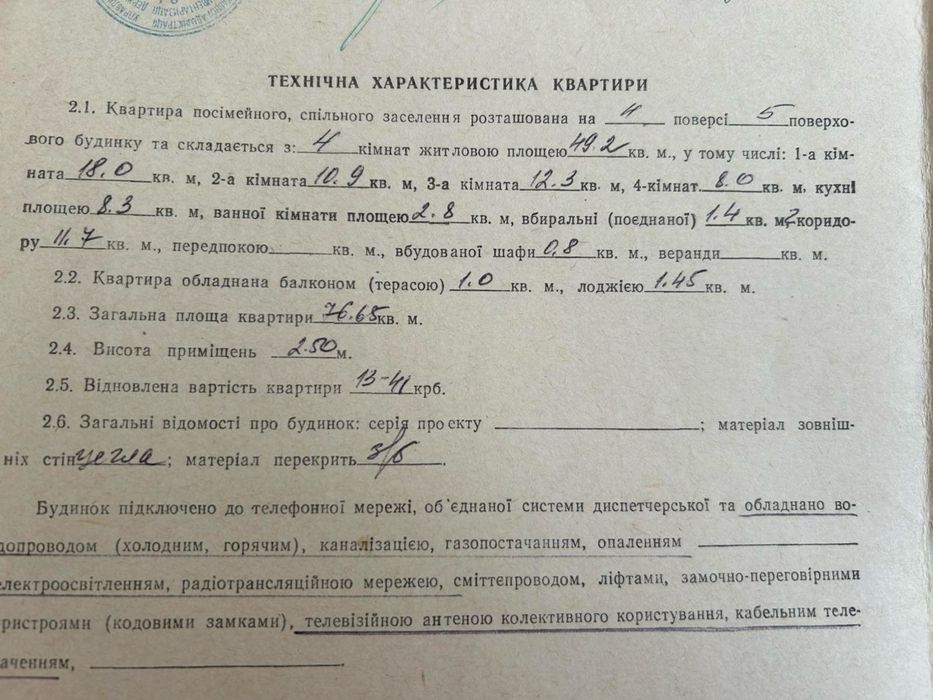 ТЕХНІЧНА ХАРАКТЕРИСТИКА КВАРТИРИ
2.1. Квартира посімейного, спільного заселення розташована на 4 поверсі 5 поверхо-
вого будинку та складається з: 4 кімнат житловою площею 49.2 кв. м., у тому числі: 1-а кім-
ната 18.0 кв. м, 2-а кімната 10.9 кв. м, 3-а кімната 12.3 кв. м, 4-кімнат. 8.0 кв. м. кухні
площею 8.3 кв. м, ванної кімнати площею 2.8 кв. м, вбиральні (поєднаної) 1.4 кв. м, коридо-
ру 11.7 кв. м., передпокою кв. м., вбудованої шафи 0,8 кв. м., веранди кв. м.
2.2. Квартира обладнана балконом (терасою) 1.0 кв. м., лоджією 1.45 кв. м.
2.3. Загальна площа квартири 76.65 кв. м.
2.4. Висота приміщень 2.50 м.
2.5. Відновлена вартість квартири 13-41 крб.
2.6. Загальні відомості про будинок: серія проекту ; матеріал зовніш-
ніх стін цегла; матеріал перекрить з/б.
Будинок підключено до телефонної мережі, об'єднаної системи диспетчерської та обладнано во-
допроводом (холодним, горячим), каналізацією, газопостачанням, опаленням
електроосвітленням, радіотрансляційною мережею, сміттєпроводом, ліфтами, замочно-переговірними
ристроями (кодовими замками), телевізійною антеною колективного користування, кабельним теле-
аченням,